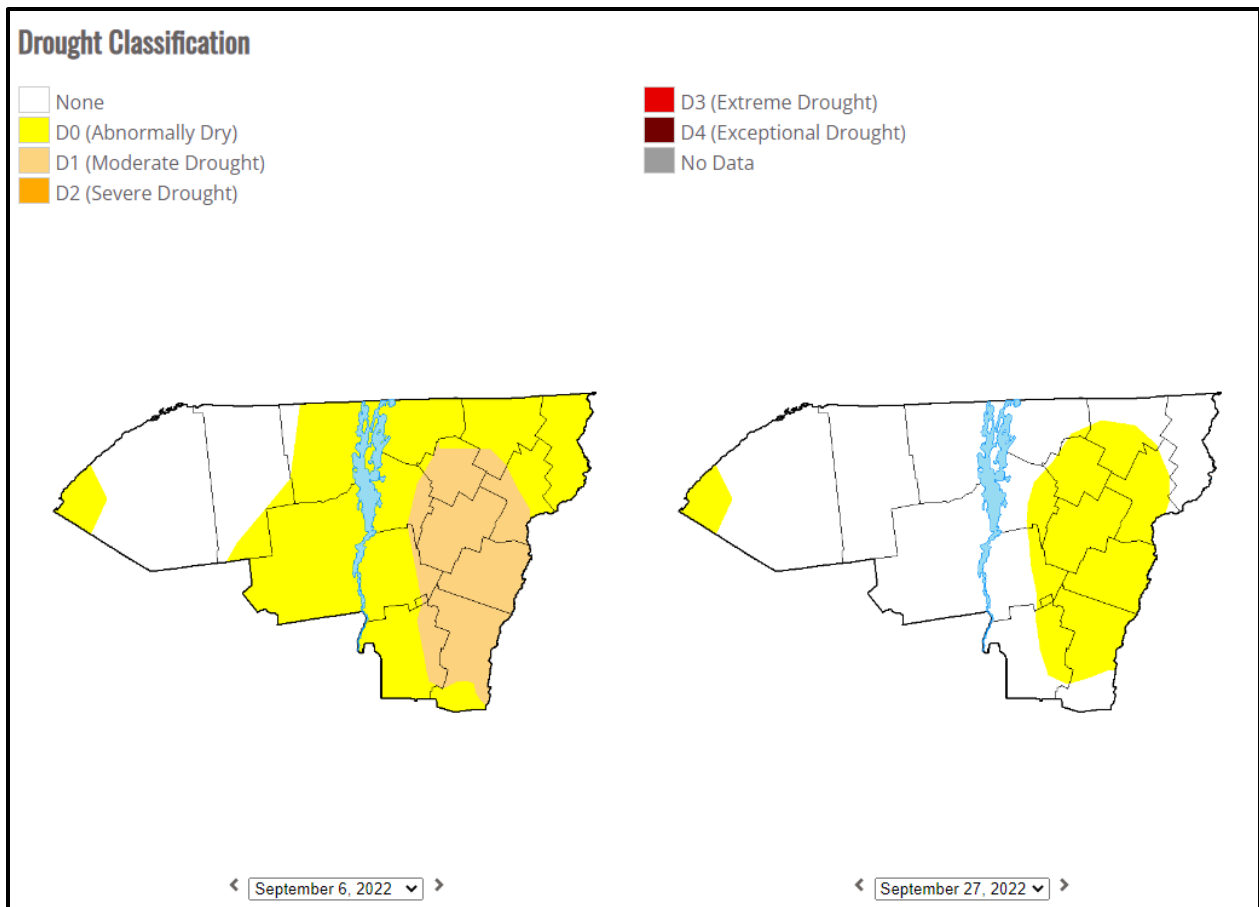 Drought Classification
None
D0 (Abnormally Dry)
D1 (Moderate Drought)
D2 (Severe Drought)
D3 (Extreme Drought)
D4 (Exceptional Drought)
No Data
September 6, 2022
September 27, 2022